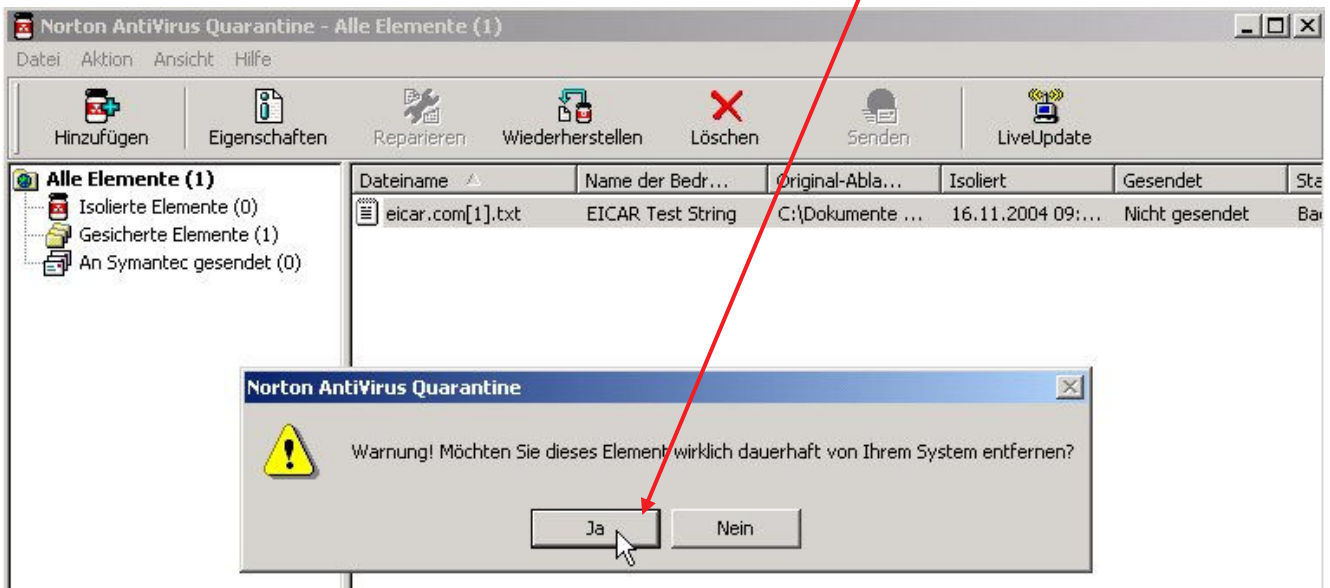 Norton AntiVirus Quarantine - Alle Elemente (1)
Datei Aktion Ansicht Hilfe
Hinzufügen Eigenschaften Reparieren Wiederherstellen Löschen Senden LiveUpdate
Alle Elemente (1)
Isolierte Elemente (0)
Gesicherte Elemente (1)
An Symantec gesendet (0)
Dateiname Name der Bedr... Original-Abla... Isoliert Gesendet Sta
eicar.com[1].txt EICAR Test String C:\Dokumente ... 16.11.2004 09:... Nicht gesendet Ba
Norton AntiVirus Quarantine
Warnung! Möchten Sie dieses Element wirklich dauerhaft von Ihrem System entfernen?
Ja Nein